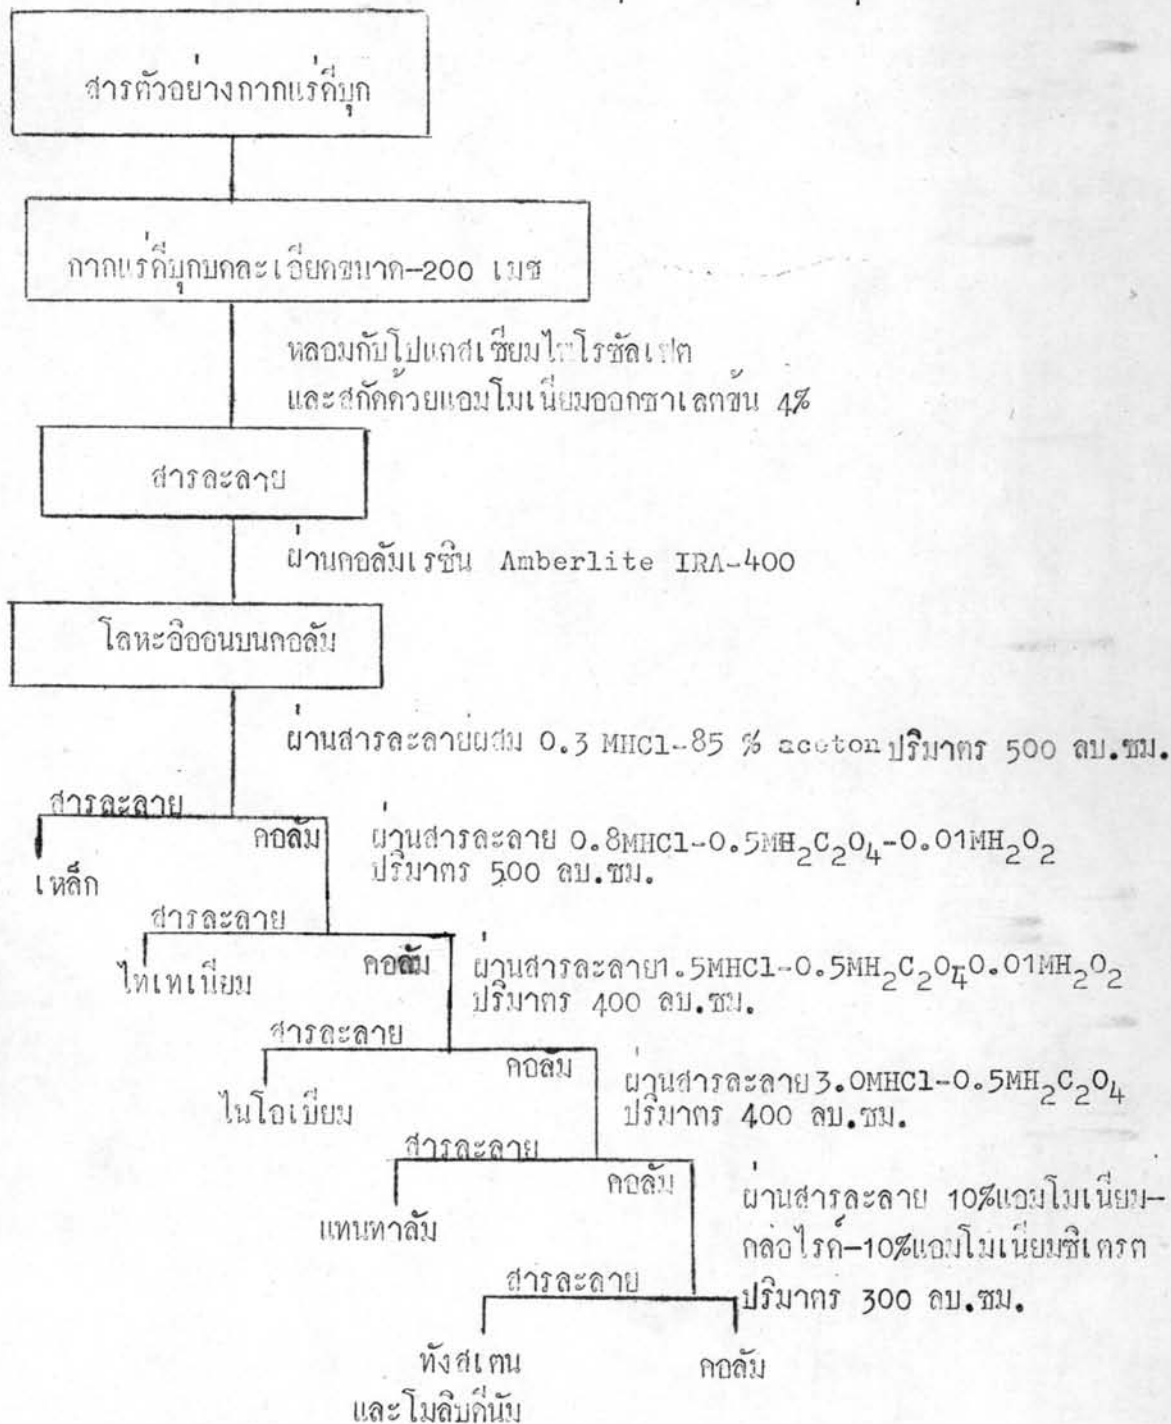 สารตัวอย่างกากแร่ดีบุก
กากแร่ดีบุกบดละเอียดขนาด-200 เมช
หลอมกับโปแตสเซียมไพโรซัลเฟต
และสกัดด้วยแอมโมเนียมออกซาเลตข้น 4%
สารละลาย
ผ่านคอลัมเรซิน Amberlite IRA-400
โลหะอิออนบนคอลัม
ผ่านสารละลายผสม 0.3 MHCl-85 % aceton ปริมาตร 500 ลบ.ซม.
สารละลาย
คอลัม
ผ่านสารละลาย 0.8MHCl-0.5MH₂C₂O₄-0.01MH₂O₂
ปริมาตร 500 ลบ.ซม.
เหล็ก
สารละลาย
คอลัม
ผ่านสารละลาย1.5MHCl-0.5MH₂C₂O₄-0.01MH₂O₂
ปริมาตร 400 ลบ.ซม.
ไทเทเนียม
สารละลาย
คอลัม
ผ่านสารละลาย3.0MHCl-0.5MH₂C₂O₄
ปริมาตร 400 ลบ.ซม.
ไนโอเบียม
สารละลาย
คอลัม
ผ่านสารละลาย 10%แอมโมเนียม-
คลอไรด์-10%แอมโมเนียมซิเตรต
ปริมาตร 300 ลบ.ซม.
แทนทาลัม
สารละลาย
ทังสเตน
และโมลิบดีนัม
คอลัม